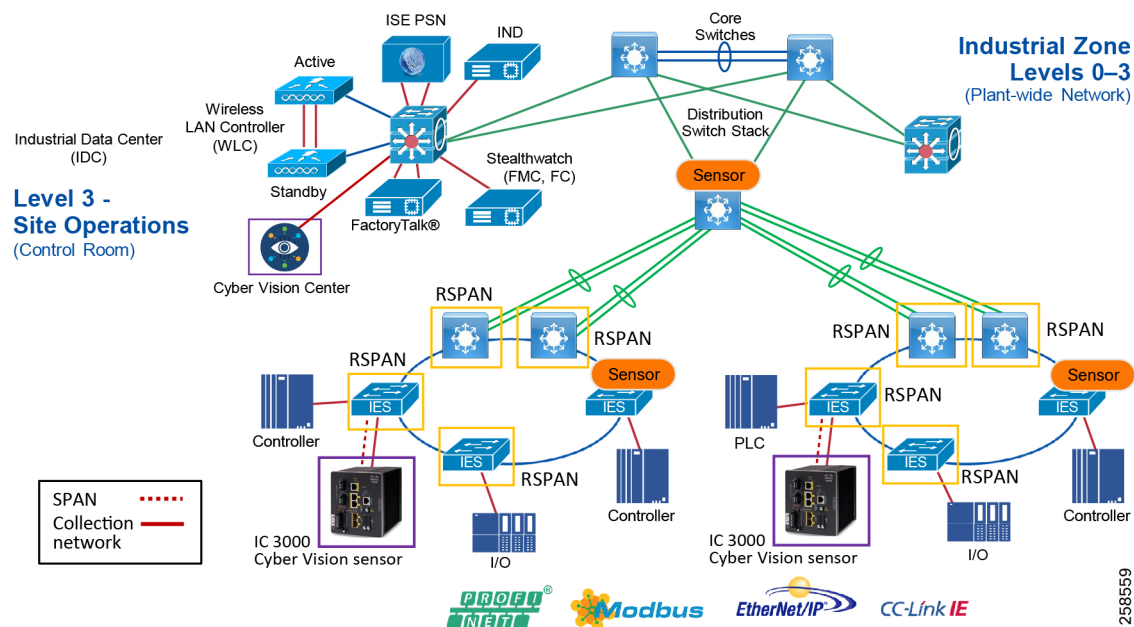 ISE PSN
IND
Core
Switches
Industrial Zone
Levels 0–3
(Plant-wide Network)
Active
Wireless
LAN Controller
(WLC)
Industrial Data Center
(IDC)
Distribution
Switch Stack
Stealthwatch
(FMC, FC)
Sensor
Standby
Level 3 -
Site Operations
(Control Room)
FactoryTalk®
Cyber Vision Center
RSPAN
RSPAN
RSPAN
RSPAN
RSPAN
Sensor
Sensor
IES
IES
RSPAN
IES
IES
Controller
PLC
IES
IES
RSPAN
RSPAN
SPAN
Collection
network
Controller
Controller
IC 3000
Cyber Vision sensor
I/O
IC 3000
Cyber Vision sensor
I/O
PROFI
NET®
Modbus
EtherNet/IP™
CC-Link IE
258559